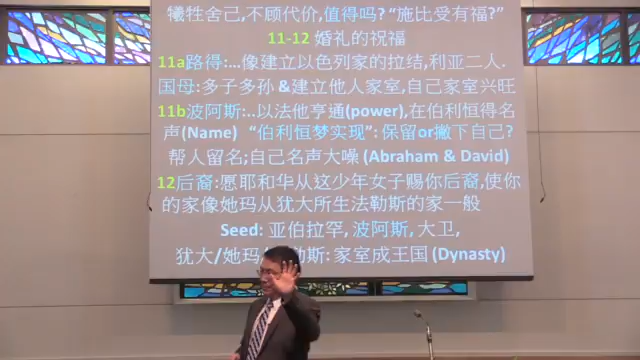 犠牲舍己,不顾代价,值得吗? “施比受有福?”
11-12 婚礼的祝福
11a路得:…像建立以色列家的拉结,利亚二人.
国母: 多子多孙 &建立他人家室,自己家室兴旺
11b波阿斯:..以法他亨通(power),在伯利恒得名
声(Name) “伯利恒梦实现”: 保留or撇下自己?
帮人留名;自己名声大噪 (Abraham & David)
12后裔:愿耶和华从这少年女子赐你后裔,使你
的家像她玛从犹大所生法勒斯的家一般
Seed: 亚伯拉罕, 波阿斯, 大卫,
犹大/她玛 勒斯: 家室成王国 (Dynasty)